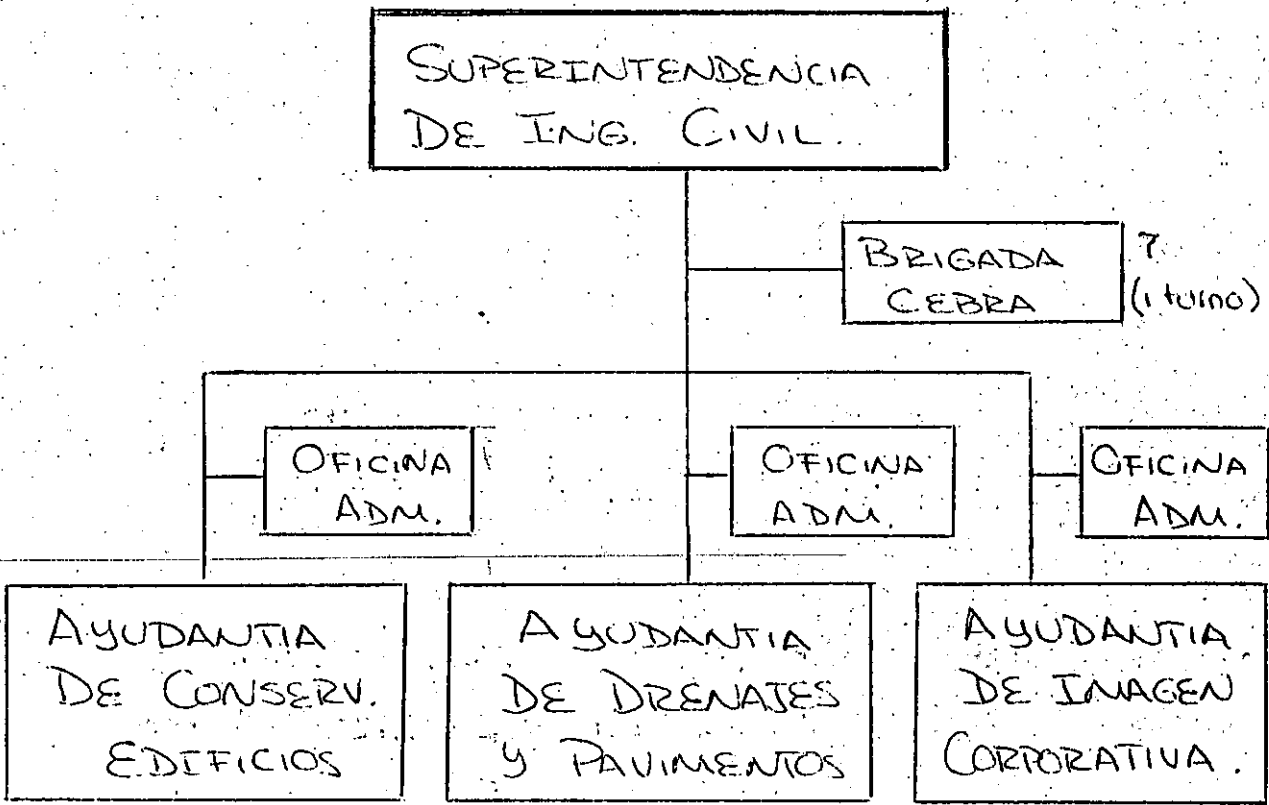 SUPERINTENDENCIA
DE ING. CIVIL.
BRIGADA
CEBRA
7.
(1 turno)
OFICINA
ADM.
OFICINA
ADM.
OFICINA
ADM.
AYUDANTIA
DE CONSERV.
EDIFICIOS
AYUDANTIA
DE DRENAJES
Y PAVIMENTOS
AYUDANTIA
DE IMAGEN
CORPORATIVA.